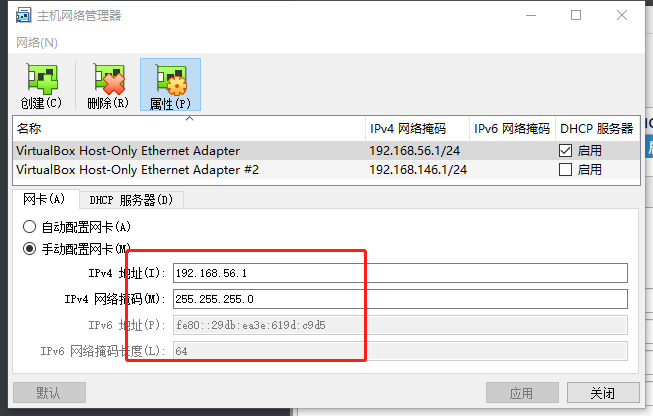 主机网络管理器
网络(N)
创建(C) 删除(R) 属性(P)
名称 IPv4 网络掩码 IPv6 网络掩码 DHCP 服务器
VirtualBox Host-Only Ethernet Adapter 192.168.56.1/24 启用
VirtualBox Host-Only Ethernet Adapter #2 192.168.146.1/24 启用
网卡(A) DHCP 服务器(D)
自动配置网卡(A)
手动配置网卡(M)
IPv4 地址(I): 192.168.56.1
IPv4 网络掩码(M): 255.255.255.0
IPv6 地址(P): fe80::29db:ea3e:619d:c9d5
IPv6 网络掩码长度(L): 64
默认 应用 关闭